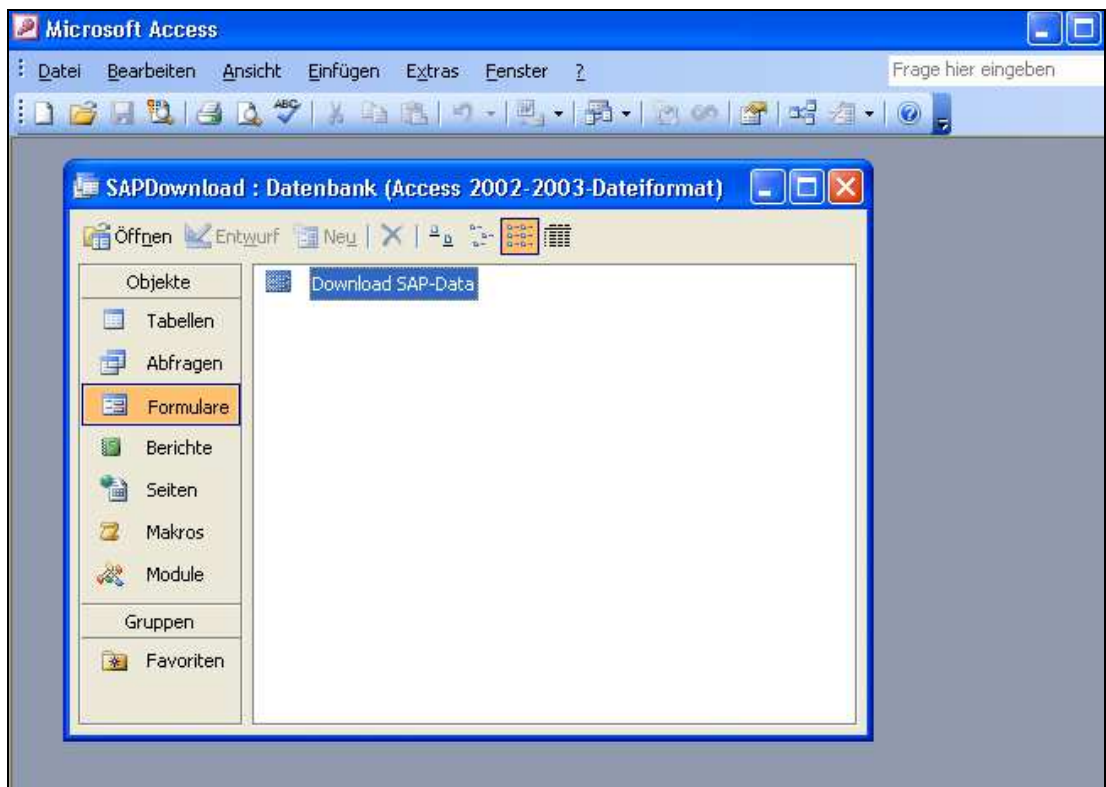 Microsoft Access
Datei Bearbeiten Ansicht Einfügen Extras Fenster ? Frage hier eingeben
ABC
SAPDownload : Datenbank (Access 2002-2003-Dateiformat)
Öffnen Entwurf Neu
Objekte
Download SAP-Data
Tabellen
Abfragen
Formulare
Berichte
Seiten
Makros
Module
Gruppen
Favoriten